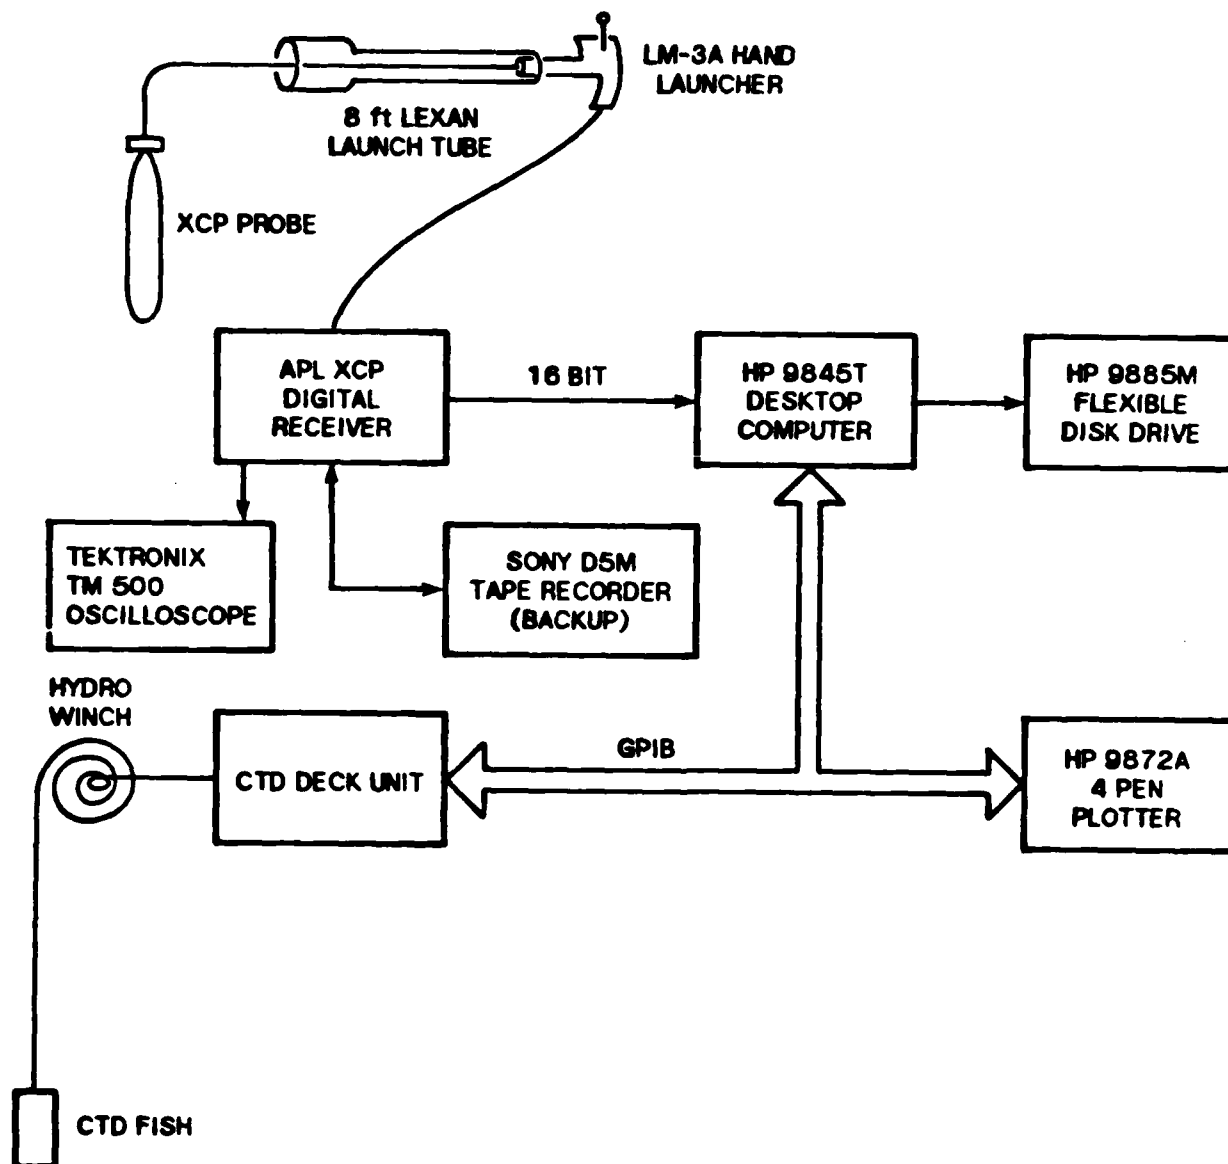 LM-3A HAND
LAUNCHER
8 ft LEXAN
LAUNCH TUBE
XCP PROBE
APL XCP
DIGITAL
RECEIVER
16 BIT
HP 9845T
DESKTOP
COMPUTER
HP 9885M
FLEXIBLE
DISK DRIVE
TEKTRONIX
TM 500
OSCILLOSCOPE
SONY D5M
TAPE RECORDER
(BACKUP)
HYDRO
WINCH
CTD DECK UNIT
GPIB
HP 9872A
4 PEN
PLOTTER
CTD FISH